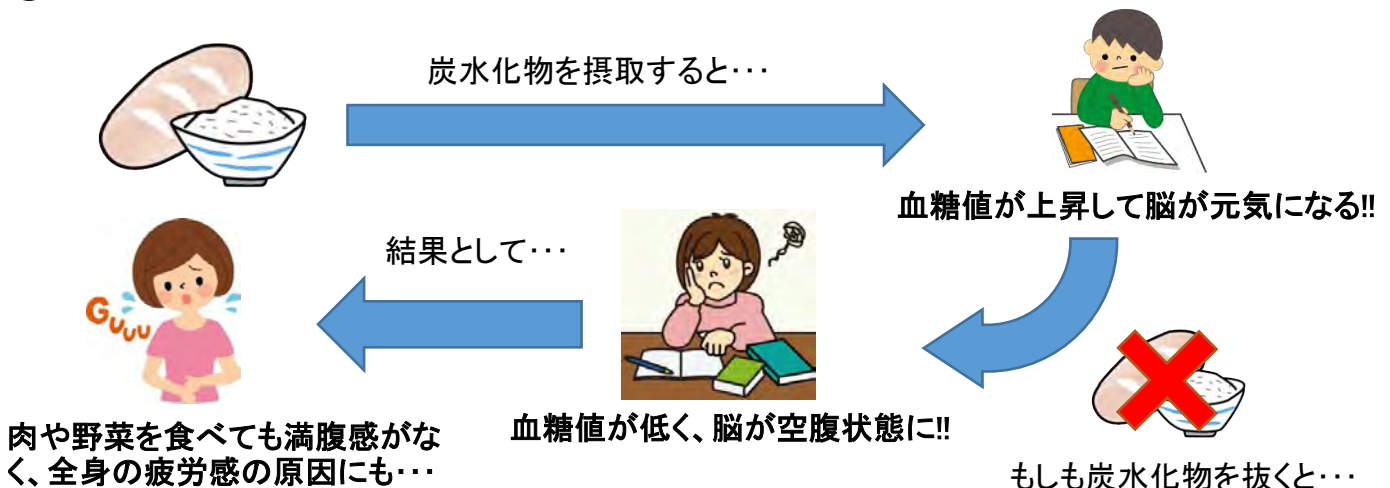 炭水化物を摂取すると･･･
血糖値が上昇して脳が元気になる‼
もしも炭水化物を抜くと･･･
血糖値が低く、脳が空腹状態に‼
結果として･･･
GUUU
肉や野菜を食べても満腹感がな
く、全身の疲労感の原因にも･･･